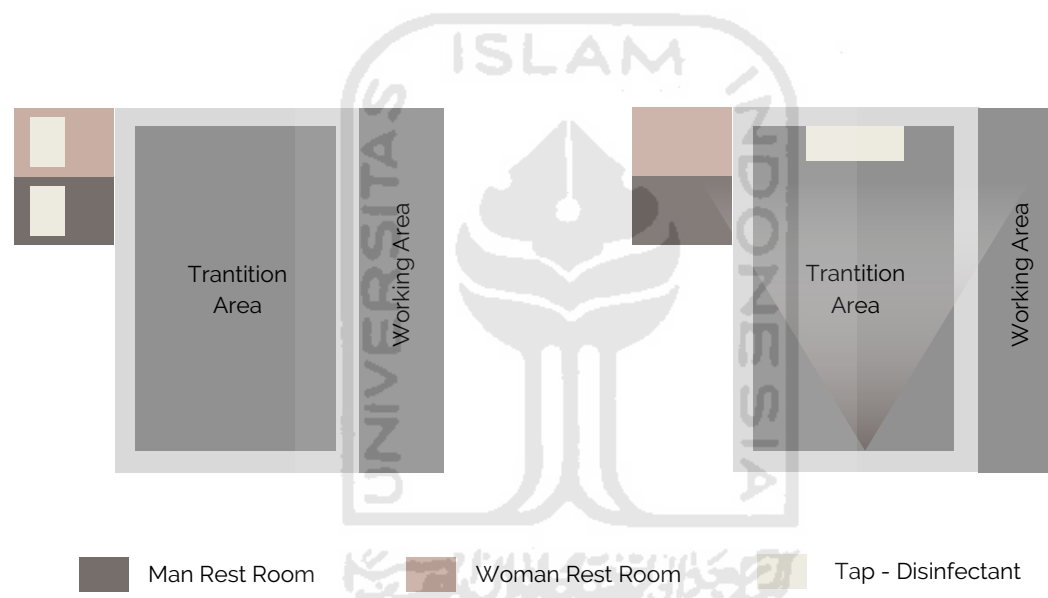 ISLAM
UNIVERSITAS
INDONESIA
Trantition
Area
Working Area
Trantition
Area
Working Area
Man Rest Room
Woman Rest Room
Tap - Disinfectant